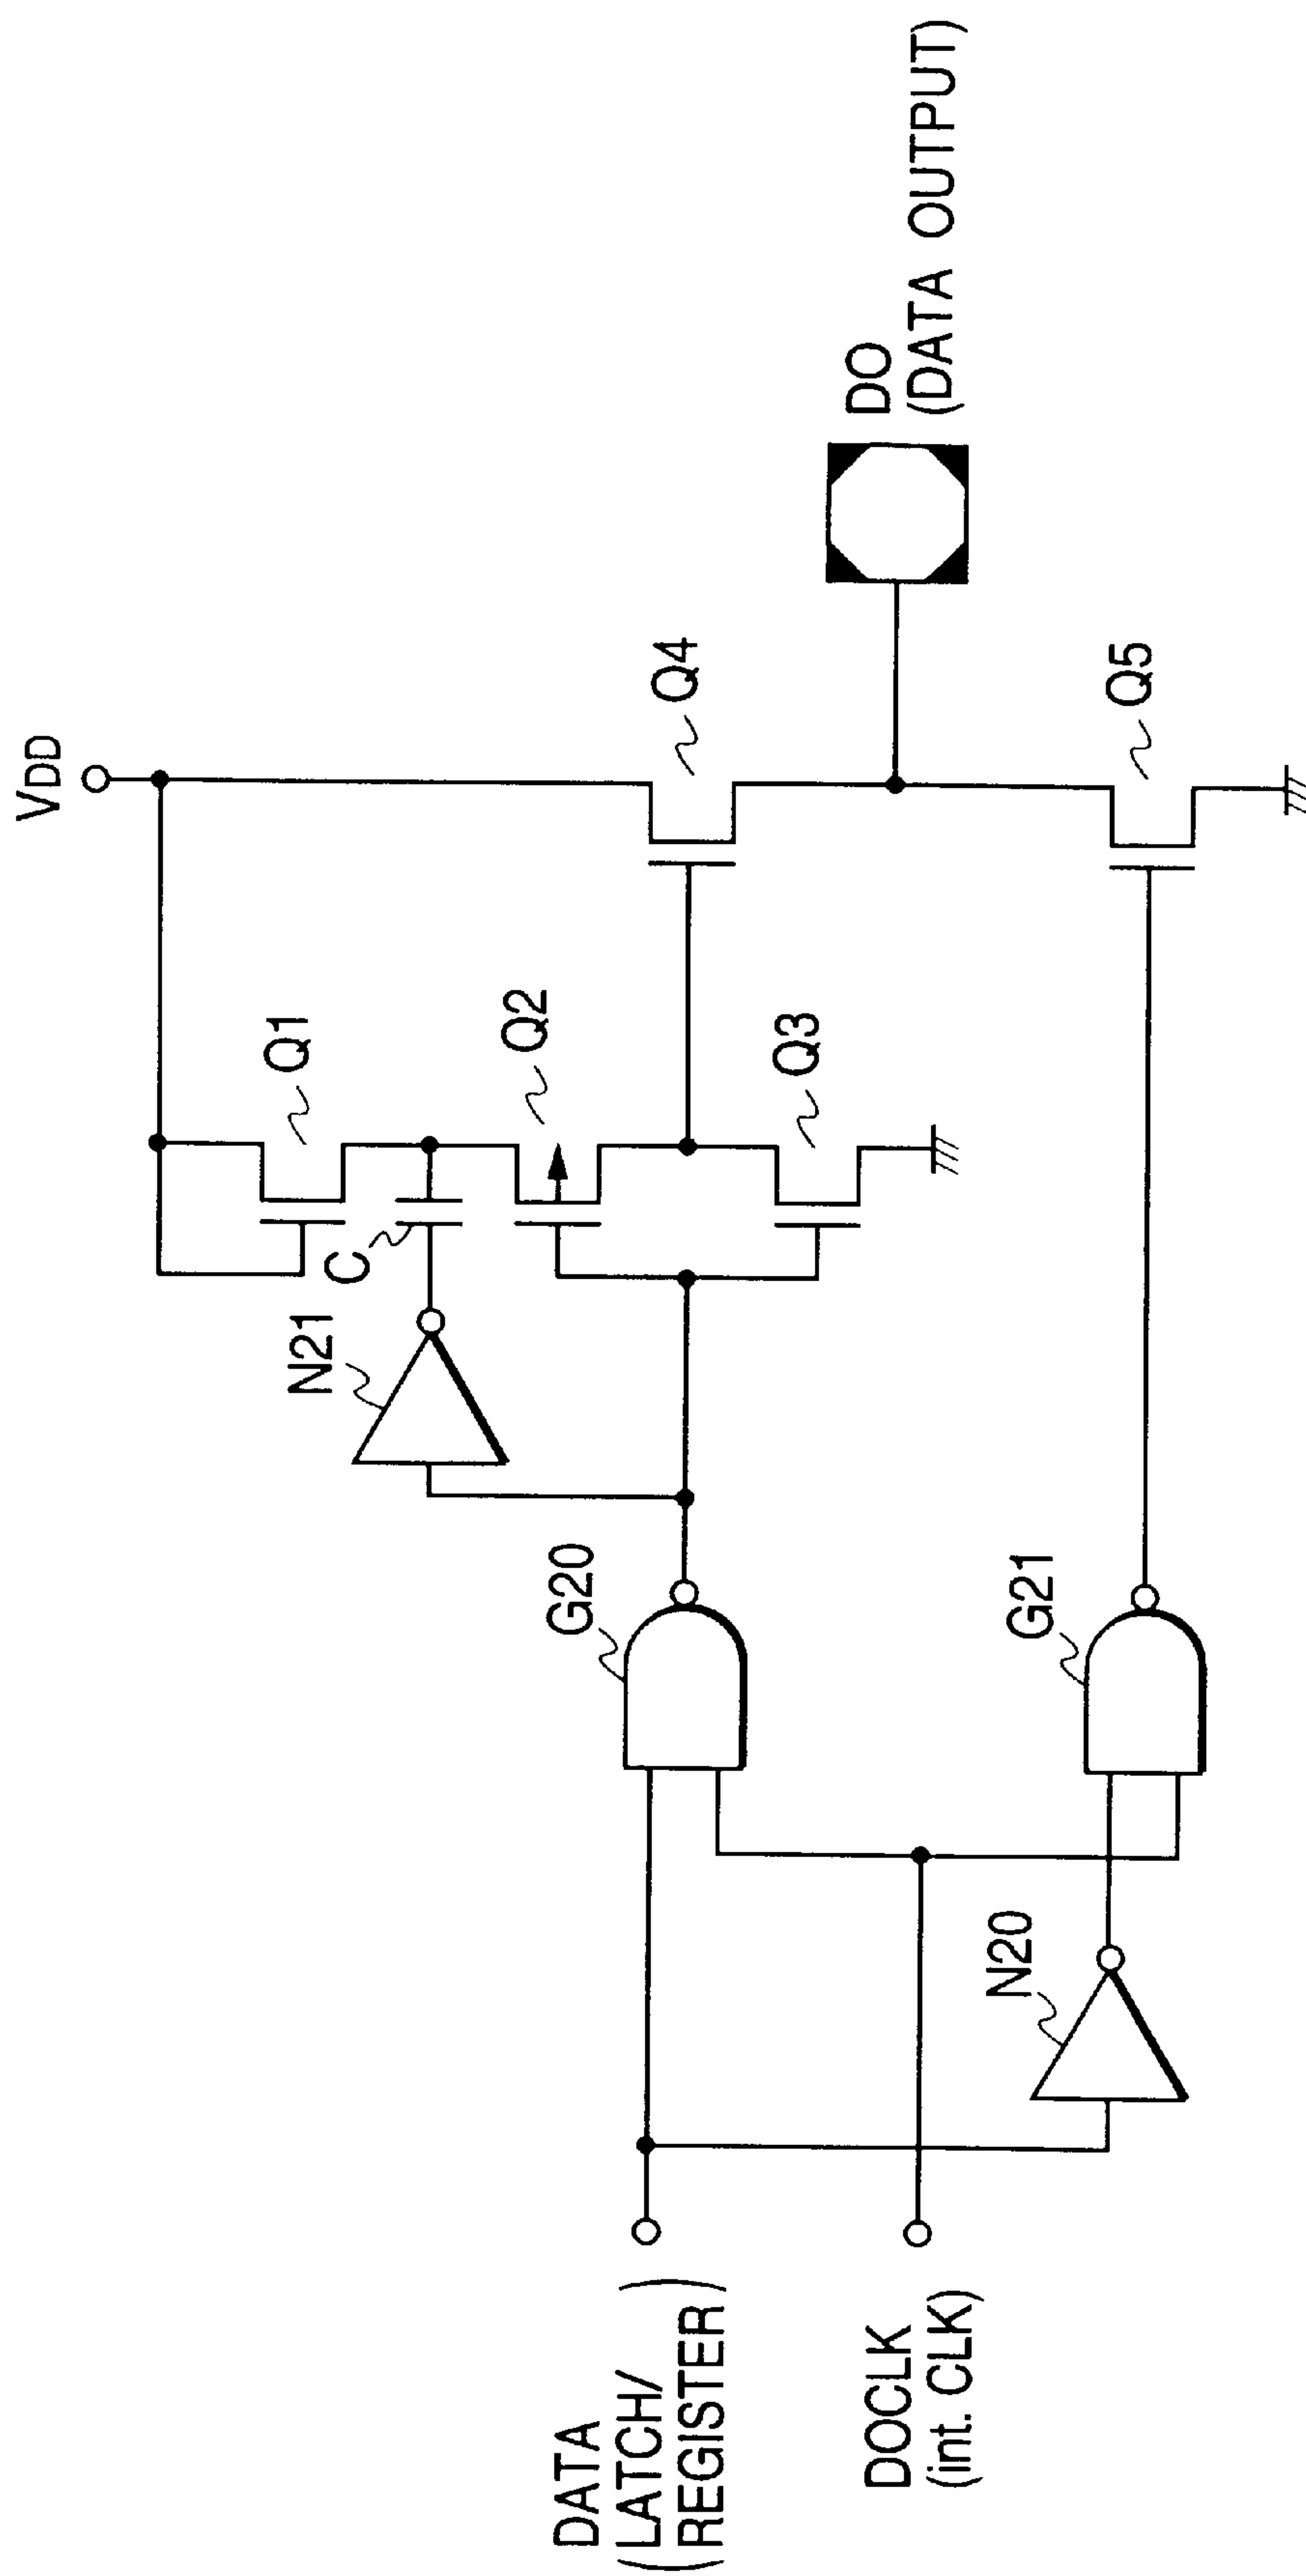 VDD
Q1
Q2
Q3
Q4
Q5
C
N21
G20
G21
N20
DO
(DATA OUTPUT)
DATA
(LATCH/
REGISTER)
DOCLK
(int. CLK)